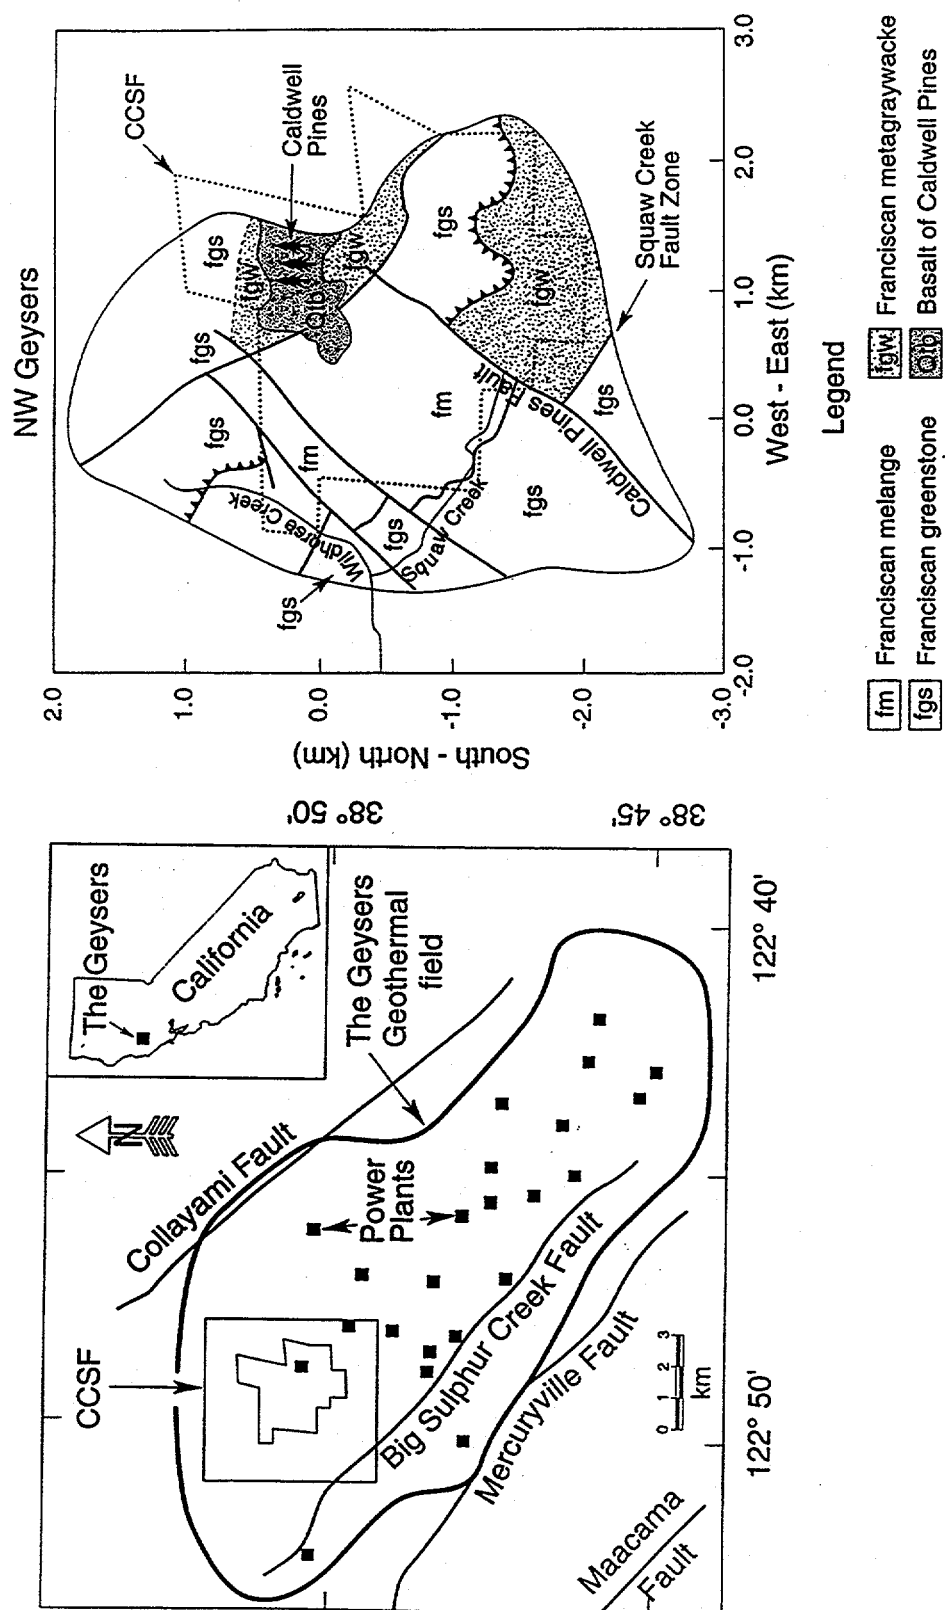 CCSF
Collayami Fault
N
The Geysers
California
Power
Plants
The Geysers
Geothermal
field
Big Sulphur Creek Fault
Mercuryville Fault
Maacama
Fault
0 1 2 3
km
122° 50'
122° 40'
38° 50'
38° 45'
NW Geysers
CCSF
Caldwell
Pines
fgs
fgs
fgs
fgw
Qtb
fgw
fgs
fgw
fm
fm
fgs
fgs
fgs
fgs
Wildhorse Creek
Squaw Creek
Caldwell Pines Fault
Squaw Creek
Fault Zone
South - North (km)
2.0
1.0
0.0
-1.0
-2.0
-3.0
-2.0
-1.0
0.0
1.0
2.0
3.0
West - East (km)
Legend
fm Franciscan melange
fgs Franciscan greenstone
fgw Franciscan metagraywacke
Qtb Basalt of Caldwell Pines